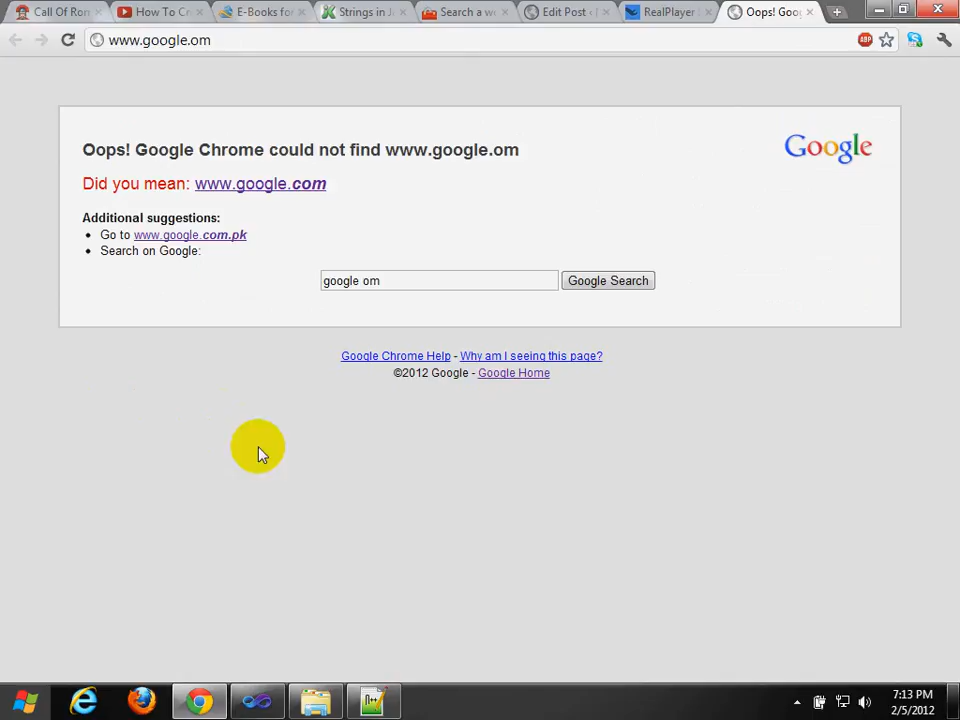 Call Of Rom
How To Cr
E-Books for
Strings in J
Search a w
Edit Post ‹
RealPlayer
Oops! Goog
www.google.om
ABP
Oops! Google Chrome could not find www.google.om
Google
Did you mean: www.google.com
Additional suggestions:
Go to www.google.com.pk
Search on Google:
google om
Google Search
Google Chrome Help - Why am I seeing this page?
©2012 Google - Google Home
7:13 PM
2/5/2012